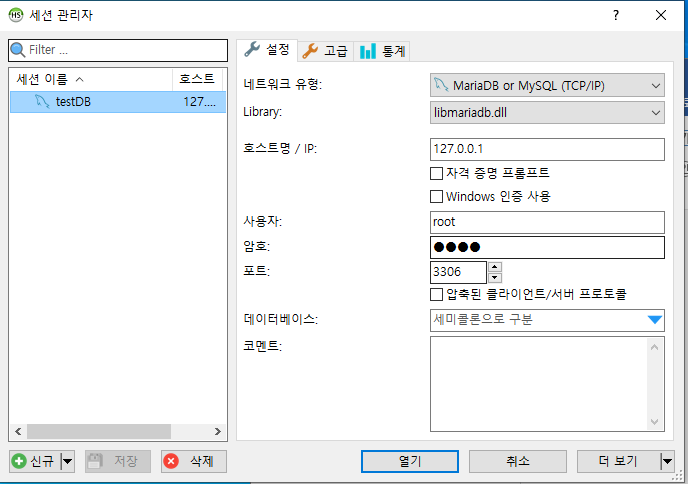 세션 관리자
Filter ...
세션 이름 호스트
testDB 127....
설정 고급 통계
네트워크 유형: MariaDB or MySQL (TCP/IP)
Library: libmariadb.dll
호스트명 / IP: 127.0.0.1
자격 증명 프롬프트
Windows 인증 사용
사용자: root
암호: ●●●●
포트: 3306
압축된 클라이언트/서버 프로토콜
데이터베이스: 세미콜론으로 구분
코멘트:
신규 저장 삭제 열기 취소 더 보기